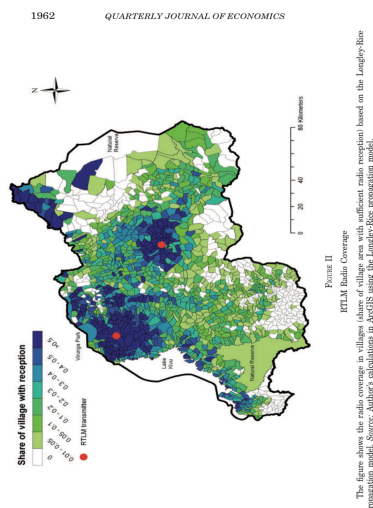 1962
QUARTERLY JOURNAL OF ECONOMICS
N
Natural
Reserve
Virunga Park
Lake
Kivu
Natural Reserve
0 20 40 80 Kilometers
Share of village with reception
0
0.01 - 0.05
0.05 - 0.1
0.1 - 0.2
0.2 - 0.3
0.3 - 0.4
0.4 - 0.5
>0.5
RTLM transmitter
FIGURE II
RTLM Radio Coverage
The figure shows the radio coverage in villages (share of village area with sufficient radio reception) based on the Longley-Rice
propagation model. Source: Author's calculations in ArcGIS using the Longley-Rice propagation model.